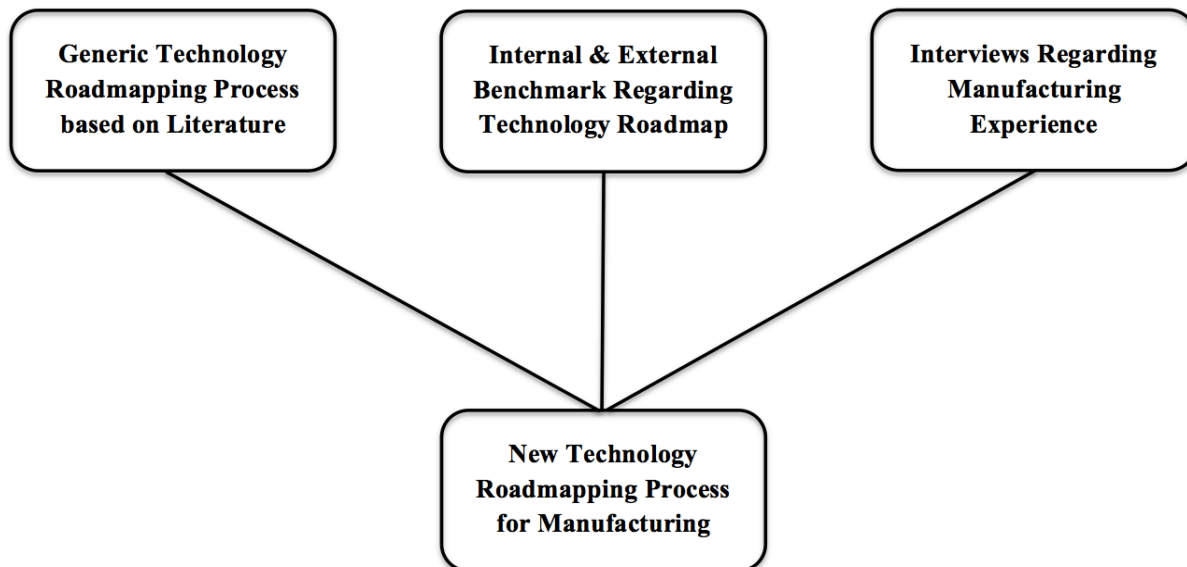 Generic Technology
Roadmapping Process
based on Literature
Internal & External
Benchmark Regarding
Technology Roadmap
Interviews Regarding
Manufacturing
Experience
New Technology
Roadmapping Process
for Manufacturing